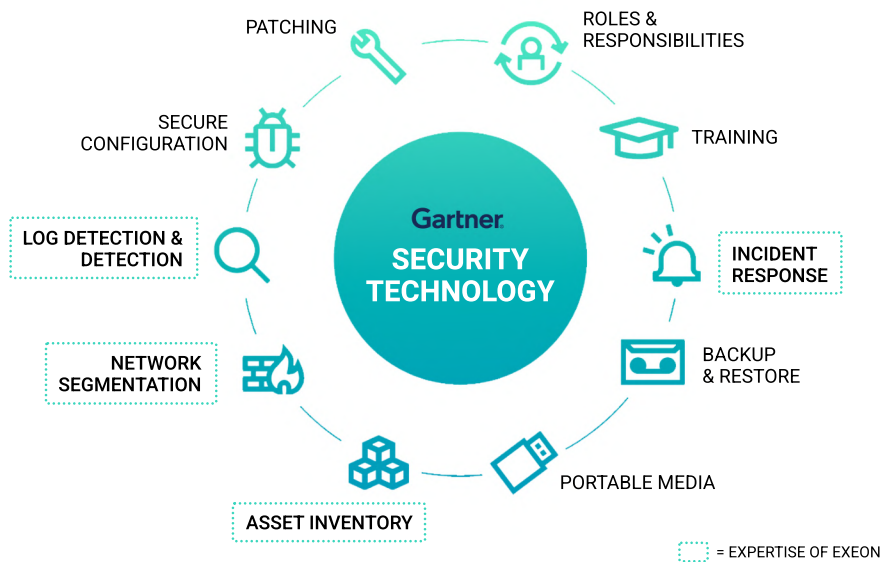 PATCHING
ROLES &
RESPONSIBILITIES
SECURE
CONFIGURATION
TRAINING
Gartner
SECURITY
TECHNOLOGY
LOG DETECTION &
DETECTION
INCIDENT
RESPONSE
NETWORK
SEGMENTATION
BACKUP
& RESTORE
ASSET INVENTORY
PORTABLE MEDIA
= EXPERTISE OF EXEON